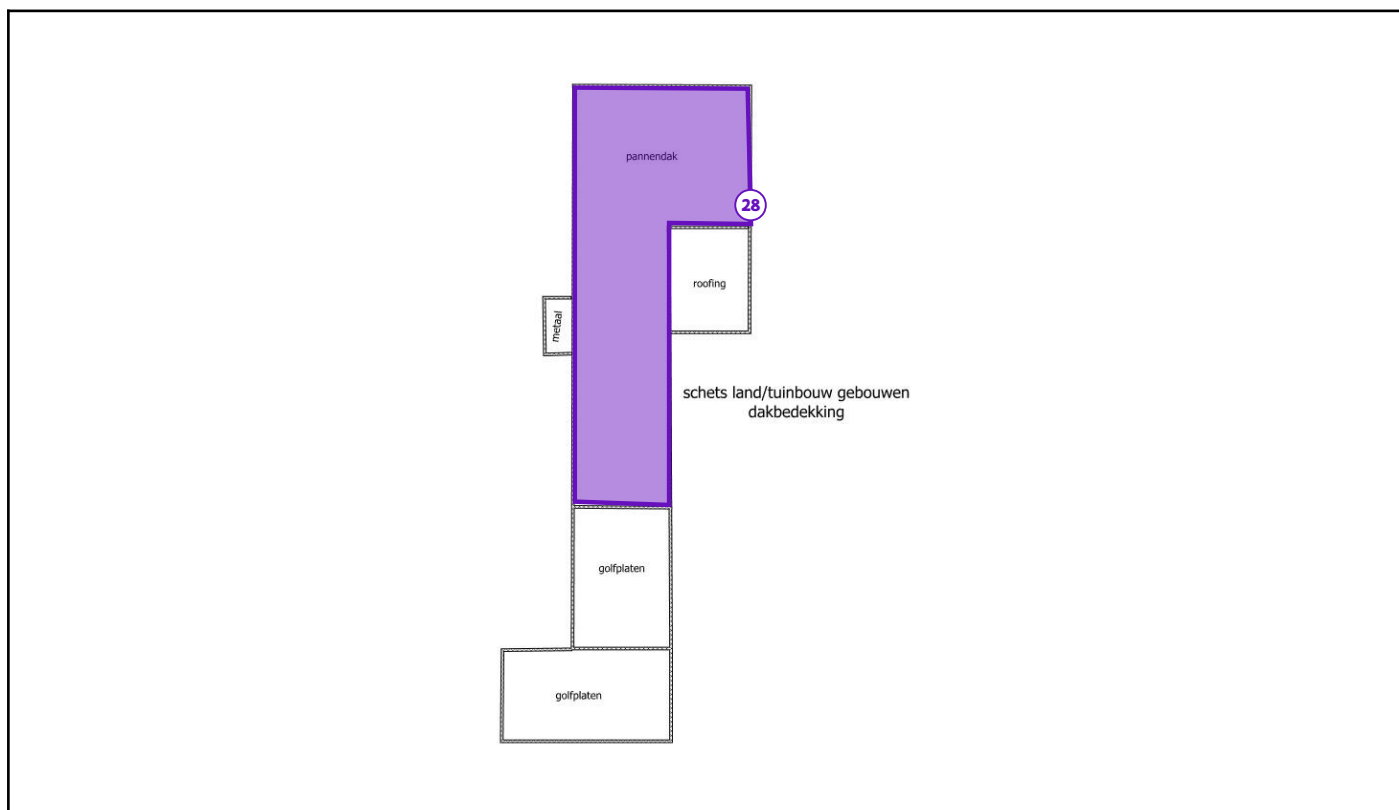 pannendak
28
roofing
metaal
schets land/tuinbouw gebouwen
dakbedekking
golfplaten
golfplaten